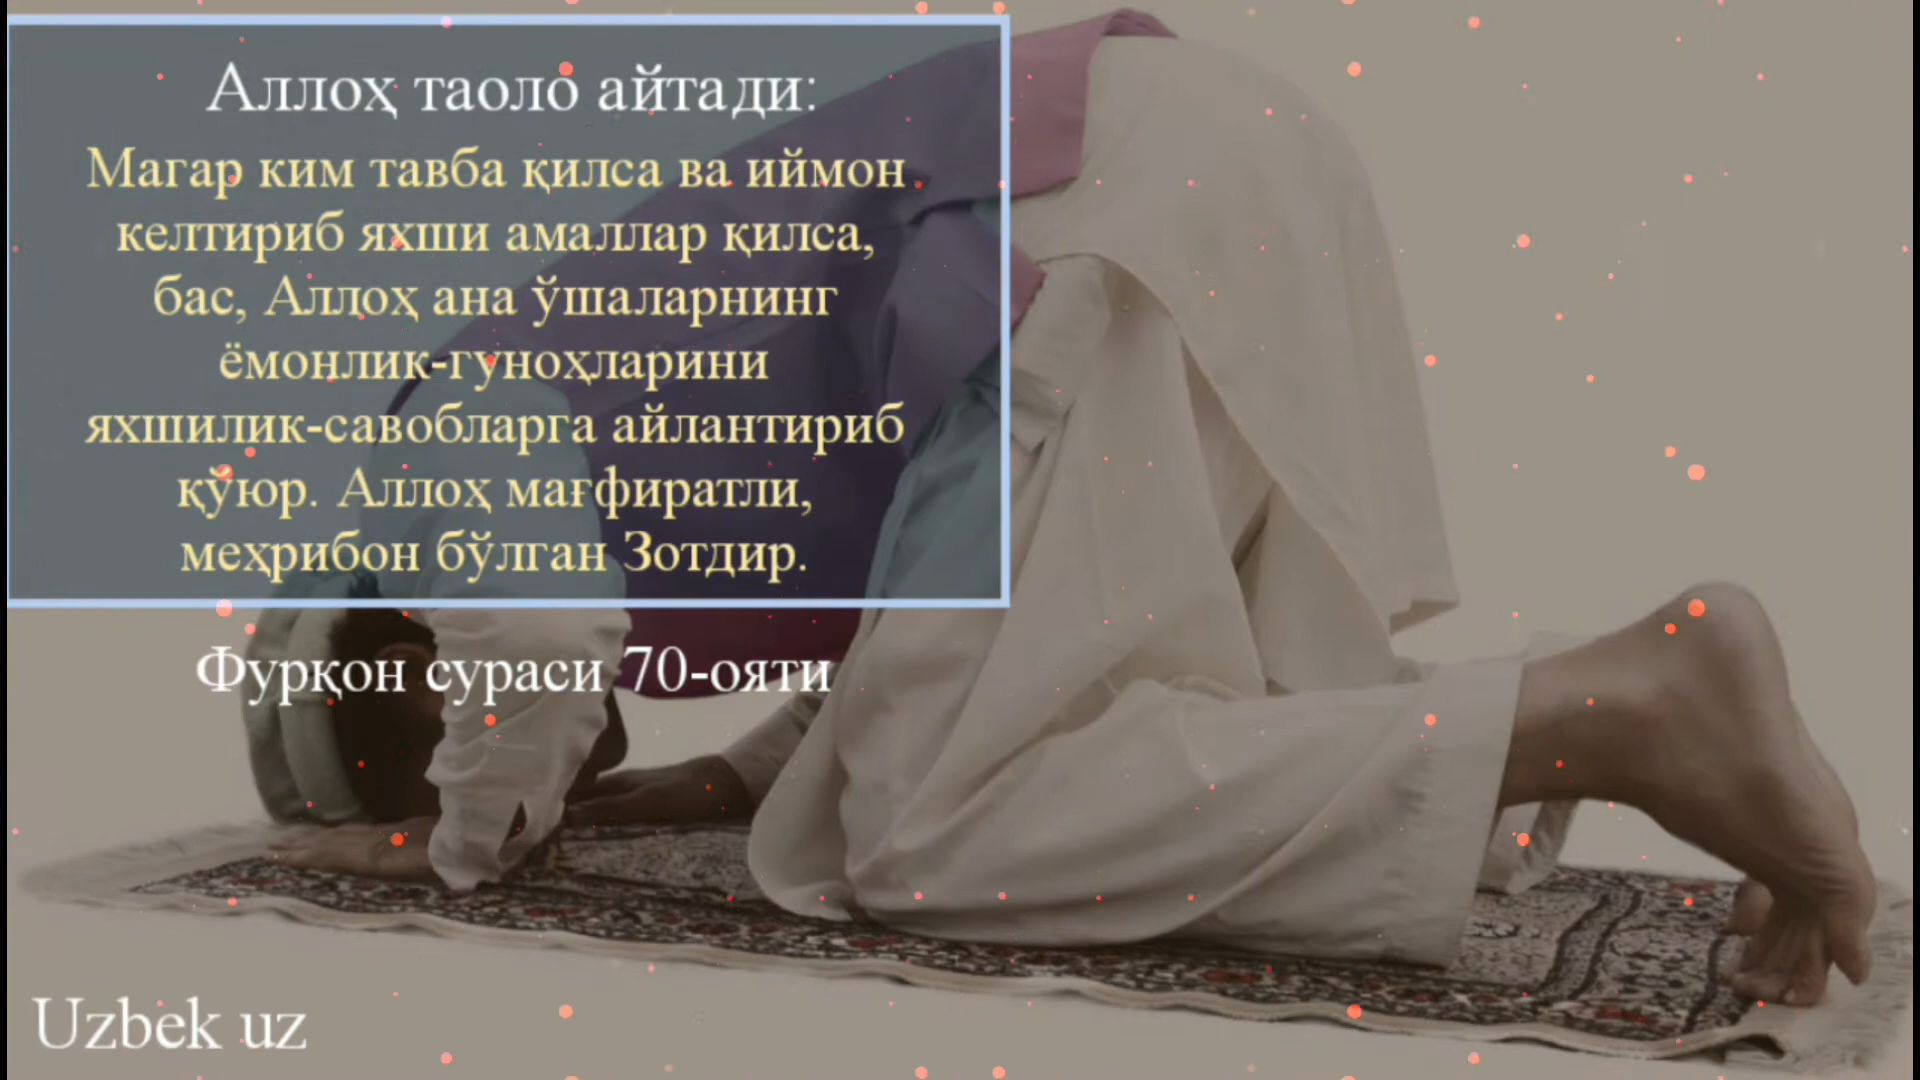 Аллоҳ таоло айтади:
Магар ким тавба қилса ва иймон
келтириб яхши амаллар қилса,
бас, Аллоҳ ана ўшаларнинг
ёмонлик-гуноҳларини
яхшилик-савобларга айлантириб
қўюр. Аллоҳ мағфиратли,
меҳрибон бўлган Зотдир.
Фурқон сураси 70-ояти
Uzbek uz